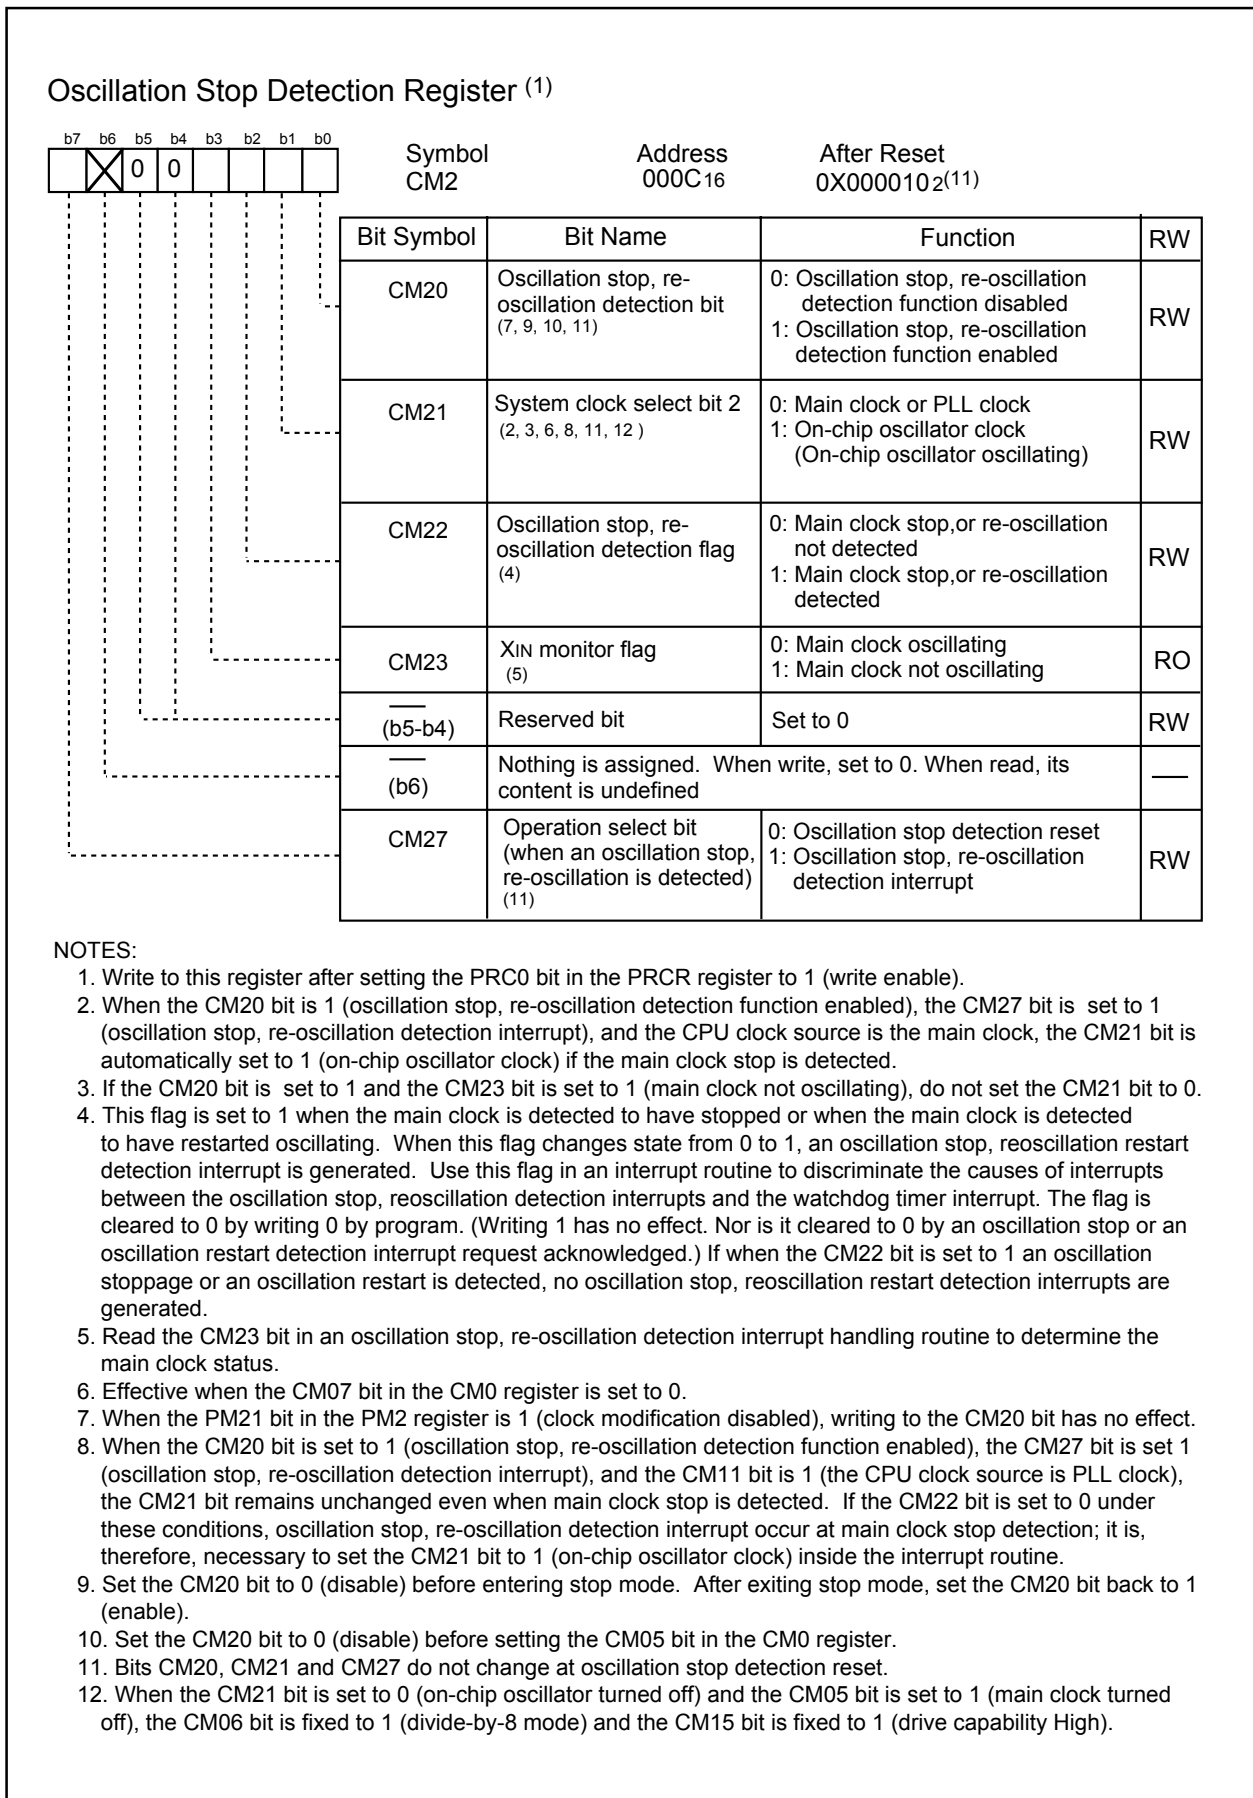 Oscillation Stop Detection Register (1)
b7 b6 b5 b4 b3 b2 b1 b0
0 0
Symbol Address After Reset
CM2 000C16 0X0000102(11)
Bit Symbol Bit Name Function RW
CM20 Oscillation stop, re- 0: Oscillation stop, re-oscillation
oscillation detection bit detection function disabled
(7, 9, 10, 11) 1: Oscillation stop, re-oscillation RW
detection function enabled
CM21 System clock select bit 2 0: Main clock or PLL clock
(2, 3, 6, 8, 11, 12 ) 1: On-chip oscillator clock RW
(On-chip oscillator oscillating)
CM22 Oscillation stop, re- 0: Main clock stop,or re-oscillation
oscillation detection flag not detected
(4) 1: Main clock stop,or re-oscillation RW
detected
CM23 XIN monitor flag 0: Main clock oscillating RO
(5) 1: Main clock not oscillating
(b5-b4) Reserved bit Set to 0 RW
(b6) Nothing is assigned. When write, set to 0. When read, its
content is undefined
CM27 Operation select bit 0: Oscillation stop detection reset
(when an oscillation stop, 1: Oscillation stop, re-oscillation RW
re-oscillation is detected) detection interrupt
(11)
NOTES:
1. Write to this register after setting the PRC0 bit in the PRCR register to 1 (write enable).
2. When the CM20 bit is 1 (oscillation stop, re-oscillation detection function enabled), the CM27 bit is set to 1
(oscillation stop, re-oscillation detection interrupt), and the CPU clock source is the main clock, the CM21 bit is
automatically set to 1 (on-chip oscillator clock) if the main clock stop is detected.
3. If the CM20 bit is set to 1 and the CM23 bit is set to 1 (main clock not oscillating), do not set the CM21 bit to 0.
4. This flag is set to 1 when the main clock is detected to have stopped or when the main clock is detected
to have restarted oscillating. When this flag changes state from 0 to 1, an oscillation stop, reoscillation restart
detection interrupt is generated. Use this flag in an interrupt routine to discriminate the causes of interrupts
between the oscillation stop, reoscillation detection interrupts and the watchdog timer interrupt. The flag is
cleared to 0 by writing 0 by program. (Writing 1 has no effect. Nor is it cleared to 0 by an oscillation stop or an
oscillation restart detection interrupt request acknowledged.) If when the CM22 bit is set to 1 an oscillation
stoppage or an oscillation restart is detected, no oscillation stop, reoscillation restart detection interrupts are
generated.
5. Read the CM23 bit in an oscillation stop, re-oscillation detection interrupt handling routine to determine the
main clock status.
6. Effective when the CM07 bit in the CM0 register is set to 0.
7. When the PM21 bit in the PM2 register is 1 (clock modification disabled), writing to the CM20 bit has no effect.
8. When the CM20 bit is set to 1 (oscillation stop, re-oscillation detection function enabled), the CM27 bit is set 1
(oscillation stop, re-oscillation detection interrupt), and the CM11 bit is 1 (the CPU clock source is PLL clock),
the CM21 bit remains unchanged even when main clock stop is detected. If the CM22 bit is set to 0 under
these conditions, oscillation stop, re-oscillation detection interrupt occur at main clock stop detection; it is,
therefore, necessary to set the CM21 bit to 1 (on-chip oscillator clock) inside the interrupt routine.
9. Set the CM20 bit to 0 (disable) before entering stop mode. After exiting stop mode, set the CM20 bit back to 1
(enable).
10. Set the CM20 bit to 0 (disable) before setting the CM05 bit in the CM0 register.
11. Bits CM20, CM21 and CM27 do not change at oscillation stop detection reset.
12. When the CM21 bit is set to 0 (on-chip oscillator turned off) and the CM05 bit is set to 1 (main clock turned
off), the CM06 bit is fixed to 1 (divide-by-8 mode) and the CM15 bit is fixed to 1 (drive capability High).